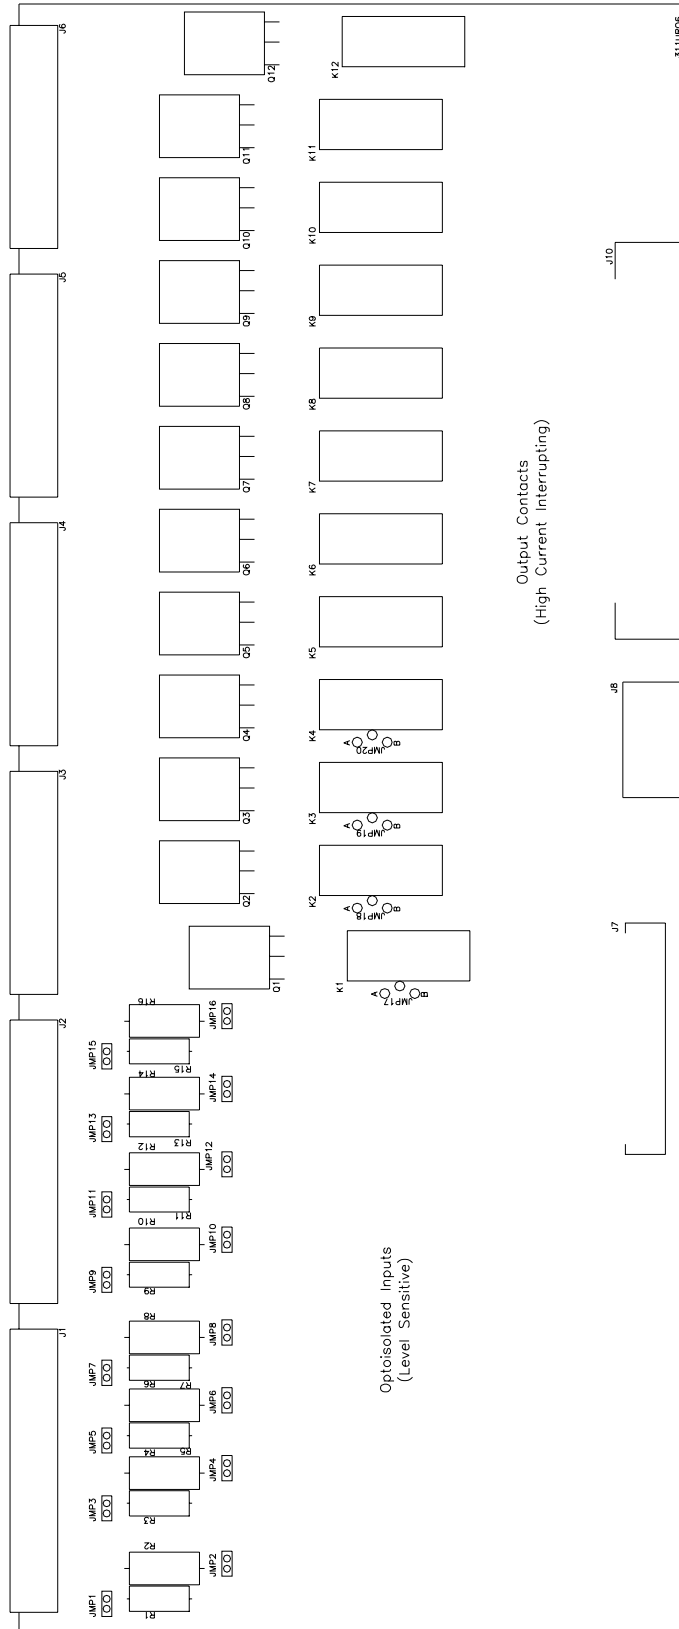 J6
J5
J4
J3
J2
J1
Q12
Q11
Q10
Q9
Q8
Q7
Q6
Q5
Q4
Q3
Q2
Q1
K12
K11
K10
K9
K8
K7
K6
K5
K4
A
JMP20
B
K3
A
JMP19
B
K2
A
JMP18
B
K1
A
JMP17
B
JMP15
JMP13
JMP11
JMP9
JMP7
JMP5
JMP3
JMP1
R16
R15
R14
R13
R12
R11
R10
R9
R8
R7
R6
R5
R4
R3
R2
R1
JMP16
JMP14
JMP12
JMP10
JMP8
JMP6
JMP4
JMP2
Output Contacts
(High Current Interrupting)
Optoisolated Inputs
(Level Sensitive)
J10
J8
J7